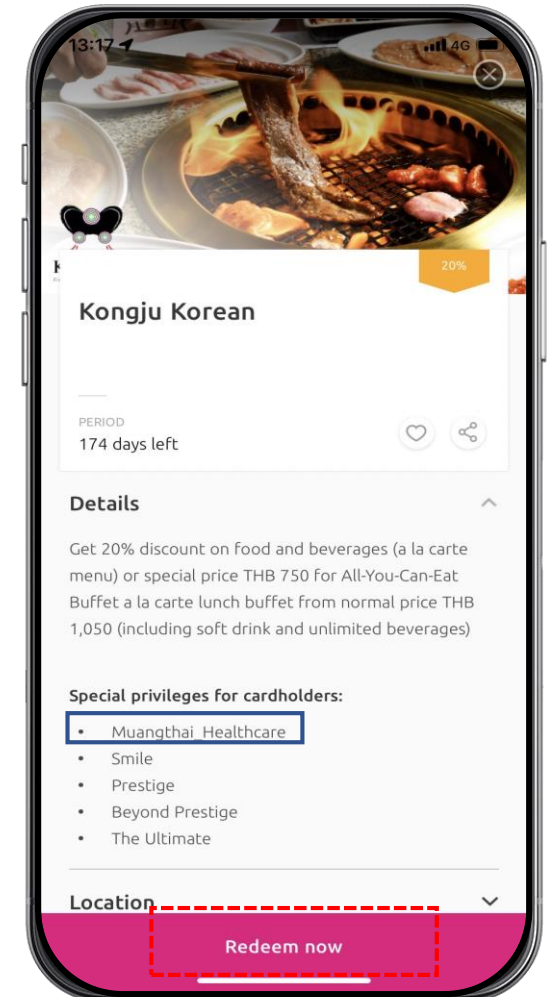 13:17
4G
K
20%
Kongju Korean
PERIOD
174 days left
Details
Get 20% discount on food and beverages (a la carte
menu) or special price THB 750 for All-You-Can-Eat
Buffet a la carte lunch buffet from normal price THB
1,050 (including soft drink and unlimited beverages)
Special privileges for cardholders:
• Muangthai_Healthcare
• Smile
• Prestige
• Beyond Prestige
• The Ultimate
Location
Redeem now